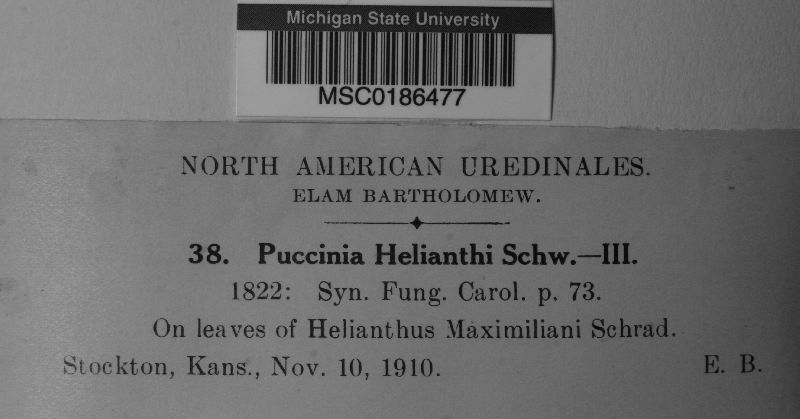 Michigan State University
MSC0186477
NORTH AMERICAN UREDINALES.
ELAM BARTHOLOMEW.
38. Puccinia Helianthi Schw.—III.
1822: Syn. Fung. Carol. p. 73.
On leaves of Helianthus Maximiliani Schrad.
Stockton, Kans., Nov. 10, 1910. E. B.